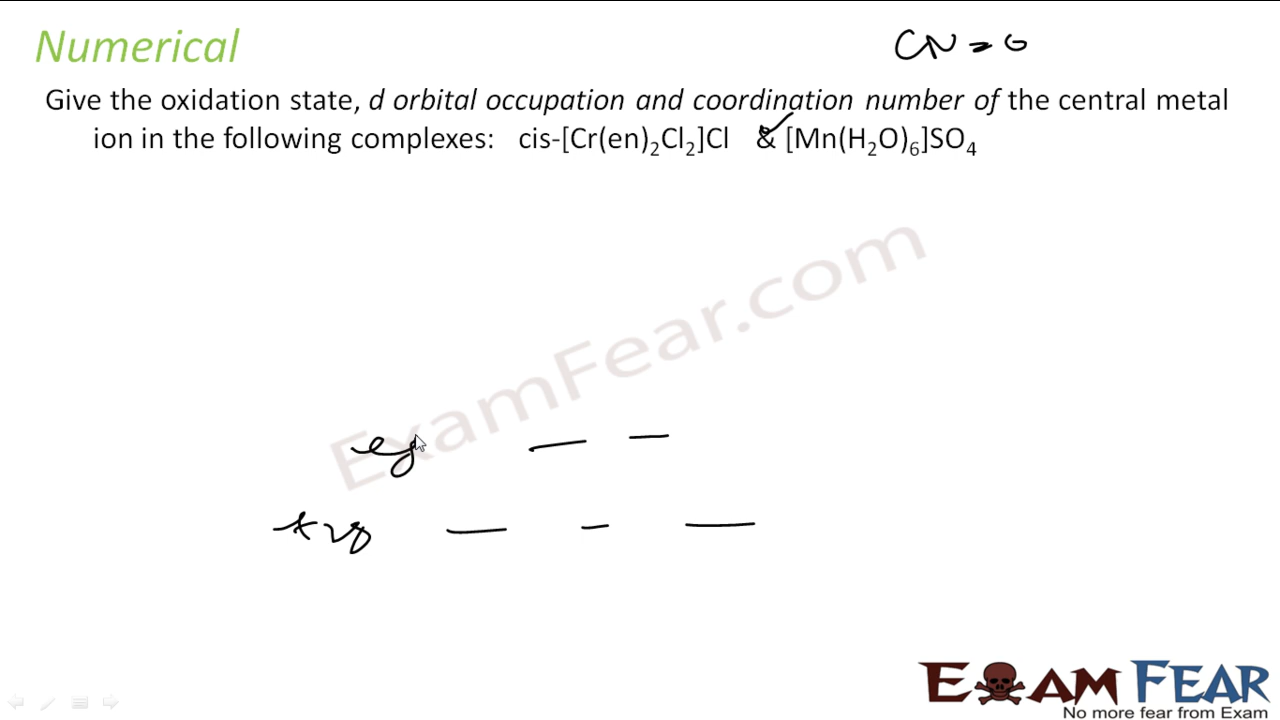 Numerical
CN = 6
Give the oxidation state, d orbital occupation and coordination number of the central metal
ion in the following complexes: cis-[Cr(en)₂Cl₂]Cl & [Mn(H₂O)₆]SO₄
ExamFear.com
eg
t2g
EXAM FEAR
No more fear from Exam